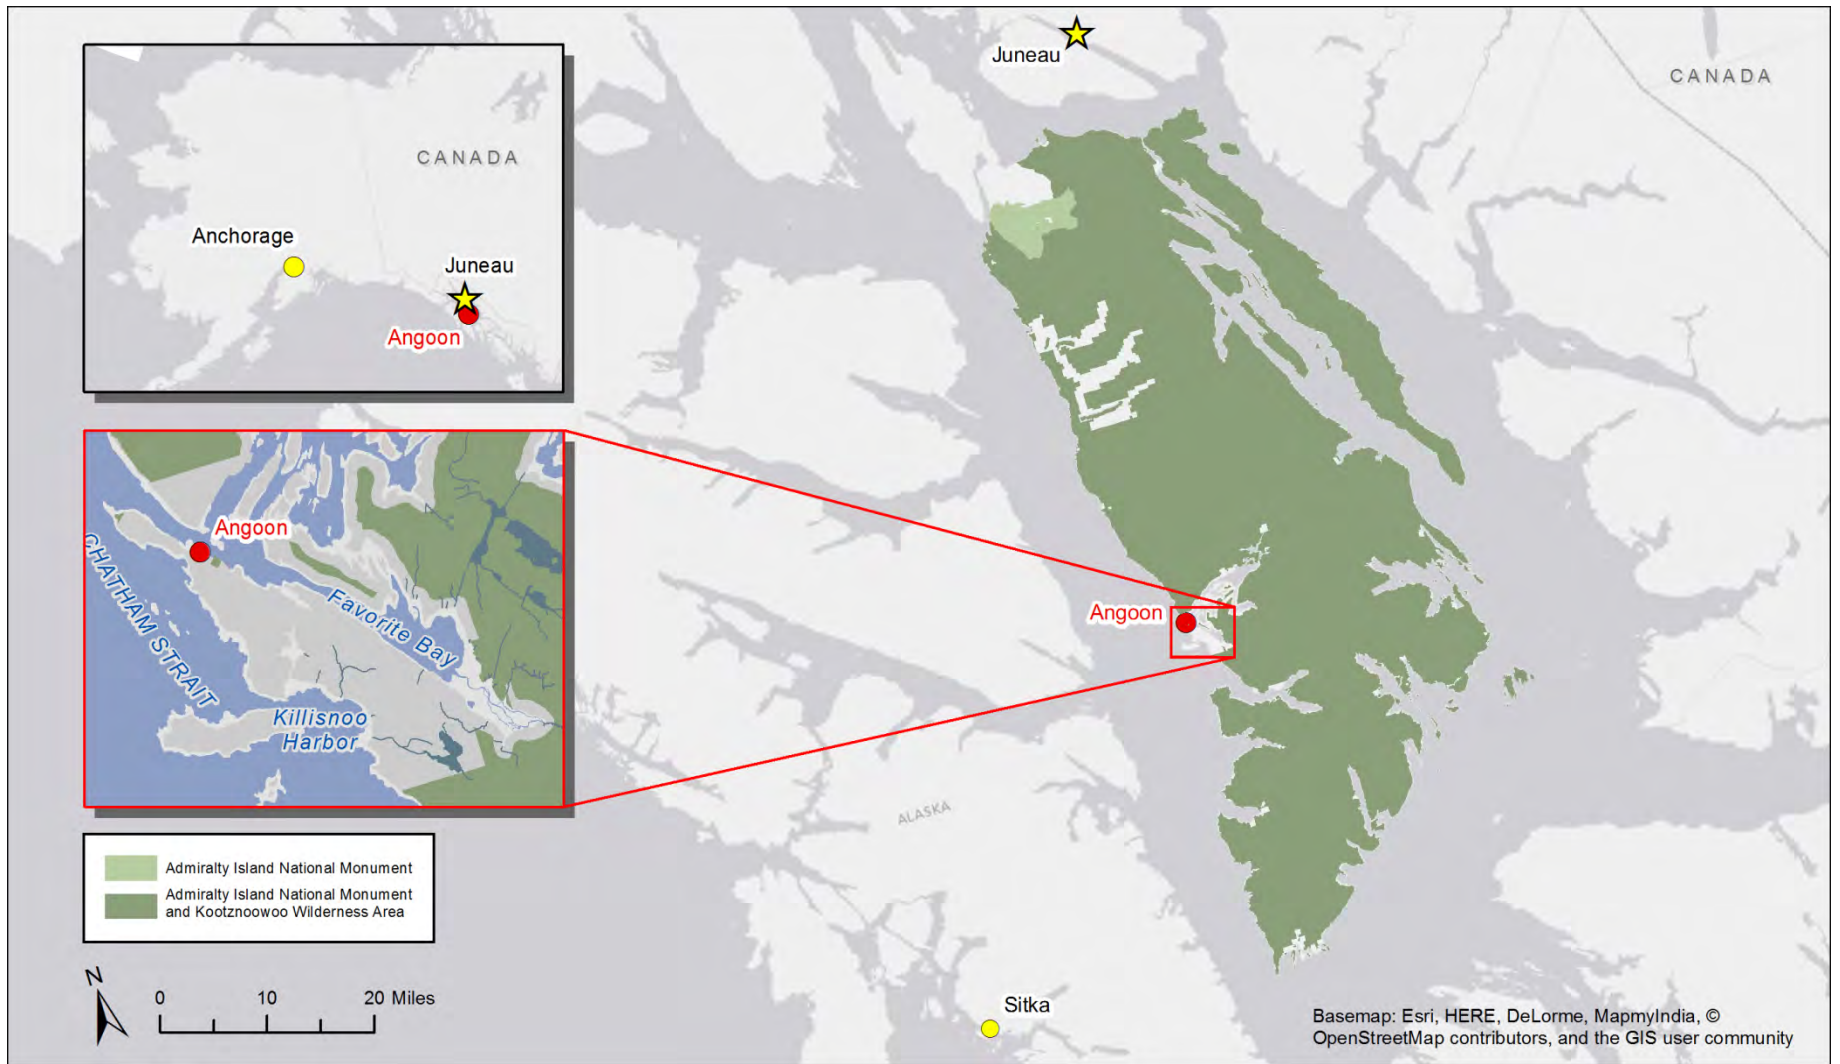 Juneau
CANADA
CANADA
Anchorage
Juneau
Angoon
Angoon
CHATHAM STRAIT
Favorite Bay
Killisnoo
Harbor
Angoon
ALASKA
Admiralty Island National Monument
Admiralty Island National Monument
and Kootznoowoo Wilderness Area
N
0 10 20 Miles
Sitka
Basemap: Esri, HERE, DeLorme, MapmyIndia, ©
OpenStreetMap contributors, and the GIS user community